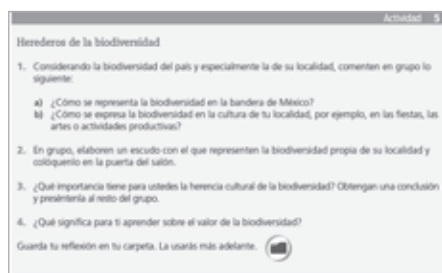 Actividad 5
Herederos de la biodiversidad
1. Considerando la biodiversidad del país y especialmente la de su localidad, comenten en grupo lo
siguiente:
a) ¿Cómo se representa la biodiversidad en la bandera de México?
b) ¿Cómo se expresa la biodiversidad en la cultura de tu localidad, por ejemplo, en las fiestas, las
artes o actividades productivas?
2. En grupo, elaboren un escudo con el que representen la biodiversidad propia de su localidad y
colóquenlo en la puerta del salón.
3. ¿Qué importancia tiene para ustedes la herencia cultural de la biodiversidad? Obtengan una conclusión
y preséntenla al resto del grupo.
4. ¿Qué significa para ti aprender sobre el valor de la biodiversidad?
Guarda tu reflexión en tu carpeta. La usarás más adelante.